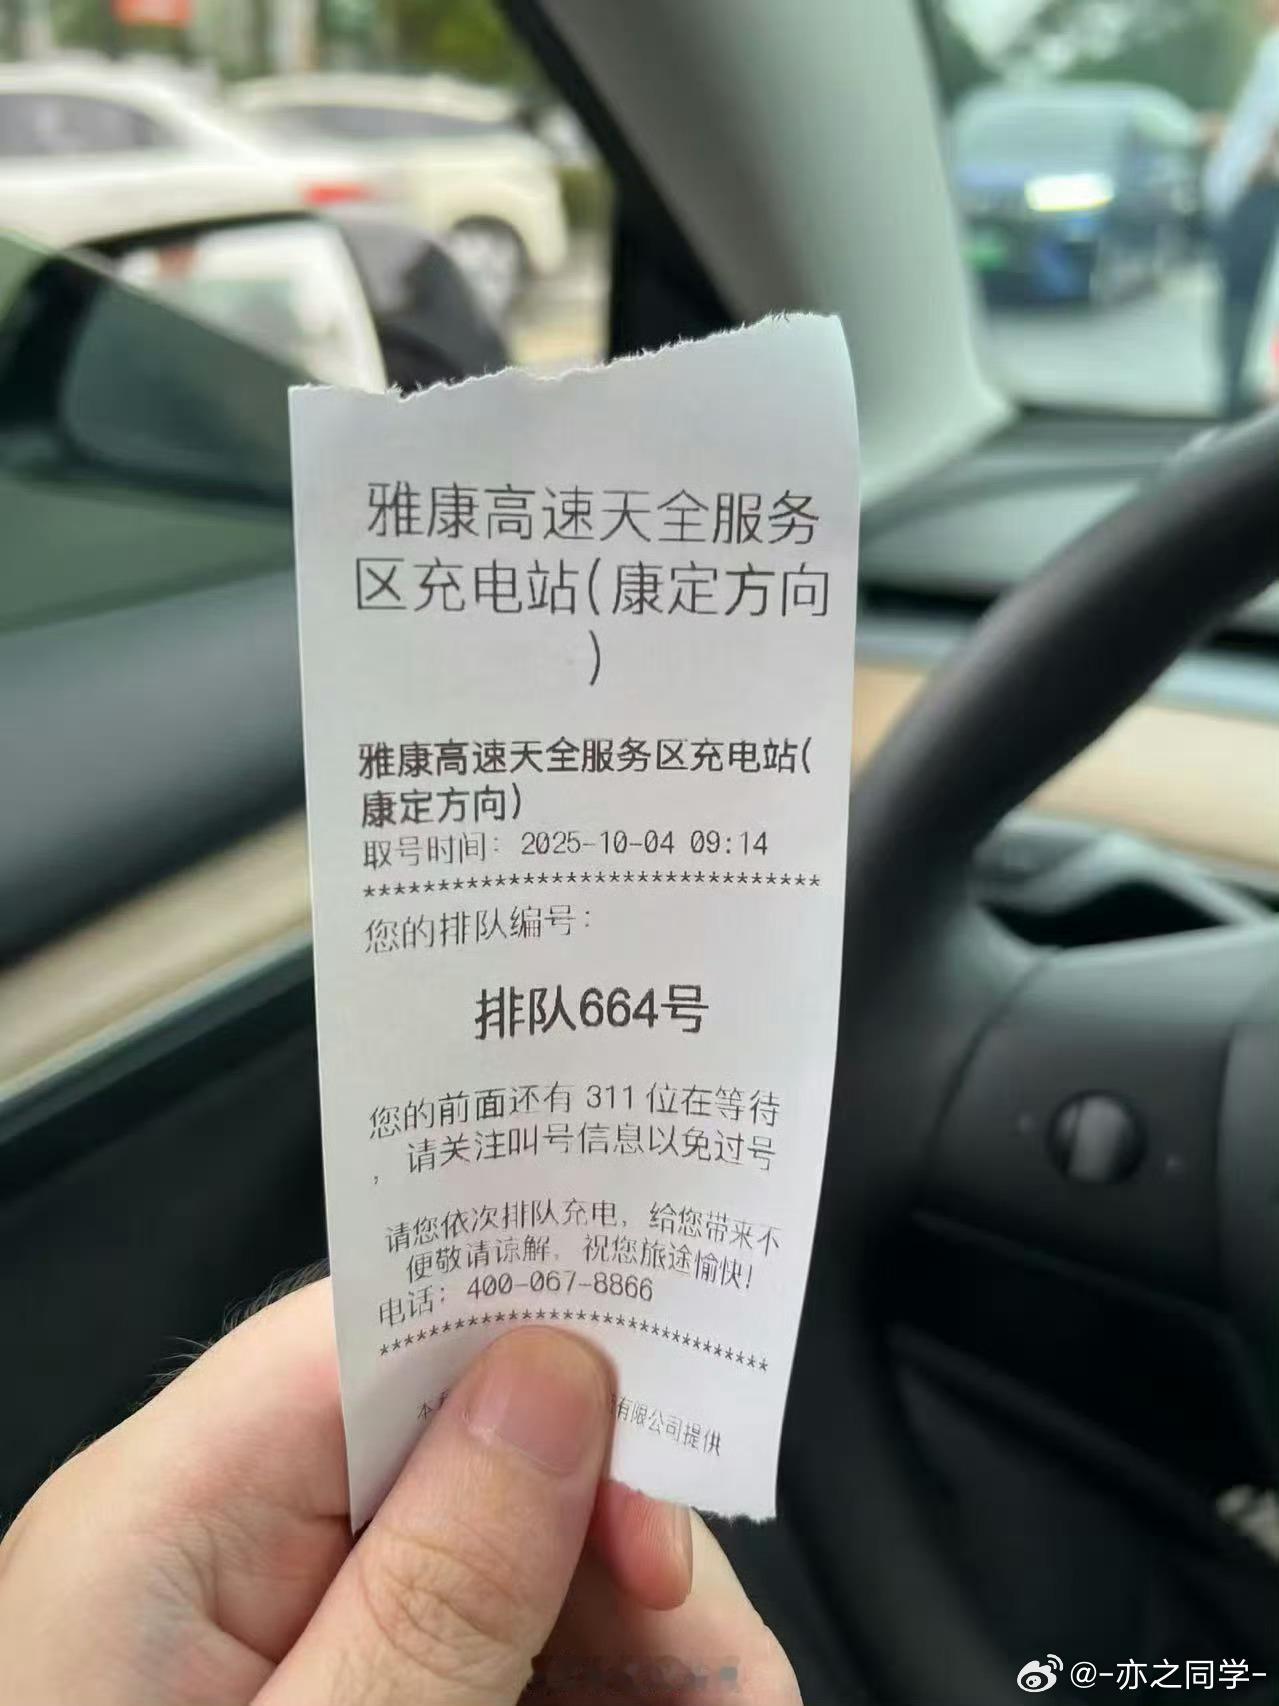 雅康高速天全服务
区充电站(康定方向
)
雅康高速天全服务区充电站(
康定方向)
取号时间: 2025-10-04 09:14
*******************************
您的排队编号:
排队664号
您的前面还有 311 位在等待
，请关注叫号信息以免过号
请您依次排队充电, 给您带来不
便敬请谅解, 祝您旅途愉快!
电话: 400-067-8866
*******************************
本 有限公司提供
@-亦之同学-